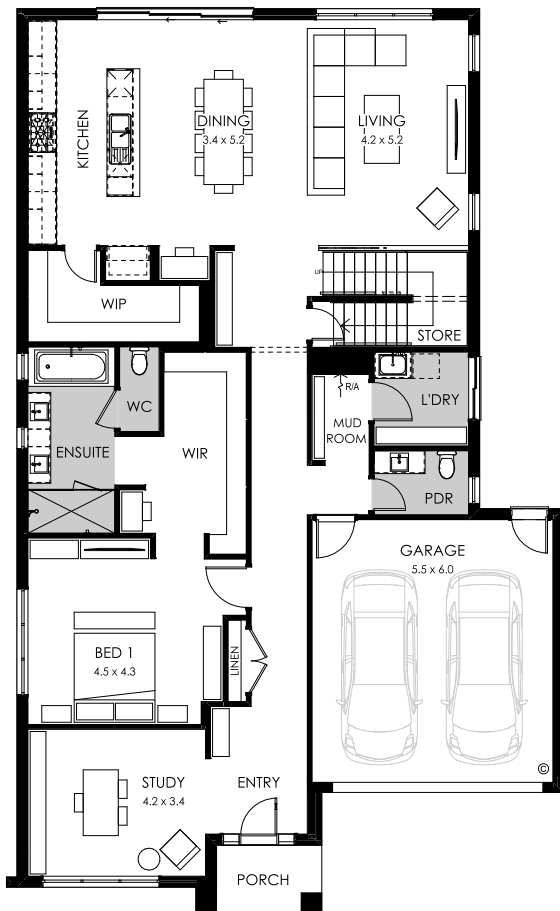 KITCHEN
DINING
3.4 x 5.2
LIVING
4.2 x 5.2
WIP
UP
STORE
R/A
WC
L'DRY
MUD
ROOM
ENSUITE
WIR
PDR
GARAGE
5.5 x 6.0
BED 1
4.5 x 4.3
LINEN
STUDY
4.2 x 3.4
ENTRY
©
PORCH